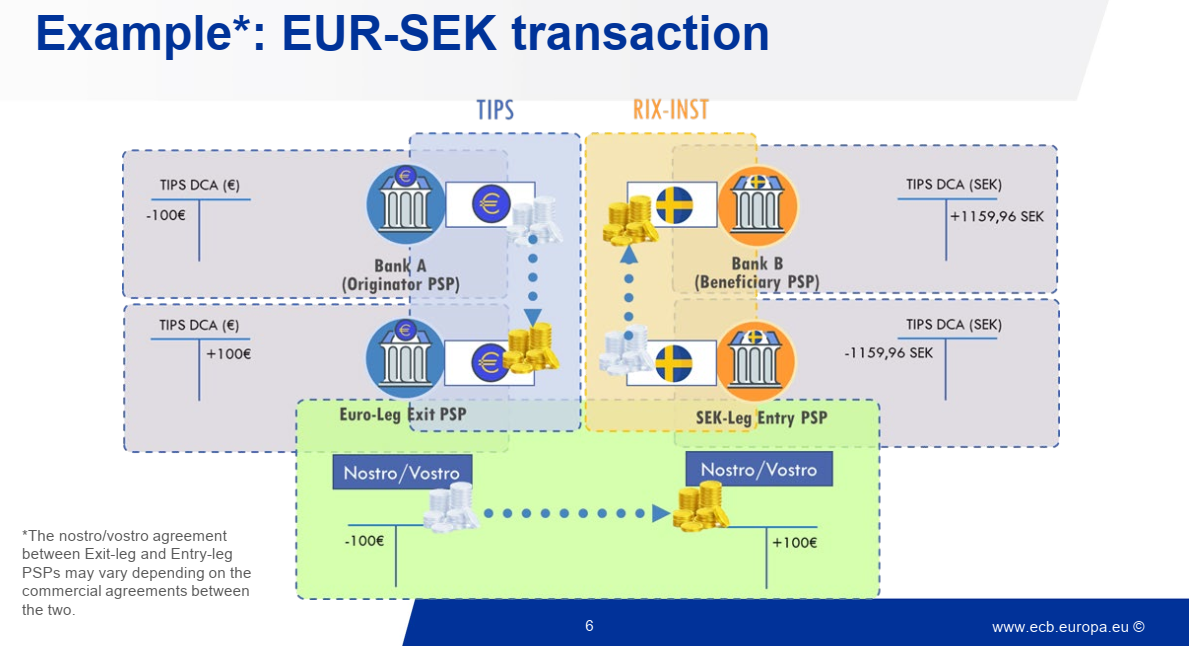 Example*: EUR-SEK transaction
TIPS
RIX-INST
TIPS DCA (€)
-100€
€
€
Bank A
(Originator PSP)
Bank B
(Beneficiary PSP)
TIPS DCA (SEK)
+1159,96 SEK
TIPS DCA (€)
+100€
€
€
Euro-Leg Exit PSP
SEK-Leg Entry PSP
TIPS DCA (SEK)
-1159,96 SEK
Nostro/Vostro
Nostro/Vostro
-100€
+100€
*The nostro/vostro agreement
between Exit-leg and Entry-leg
PSPs may vary depending on the
commercial agreements between
the two.
6
www.ecb.europa.eu ©